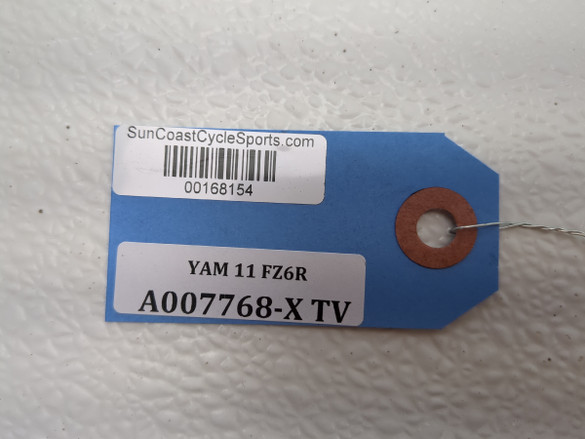 SunCoastCycleSports.com
00168154
YAM 11 FZ6R
A007768-X TV